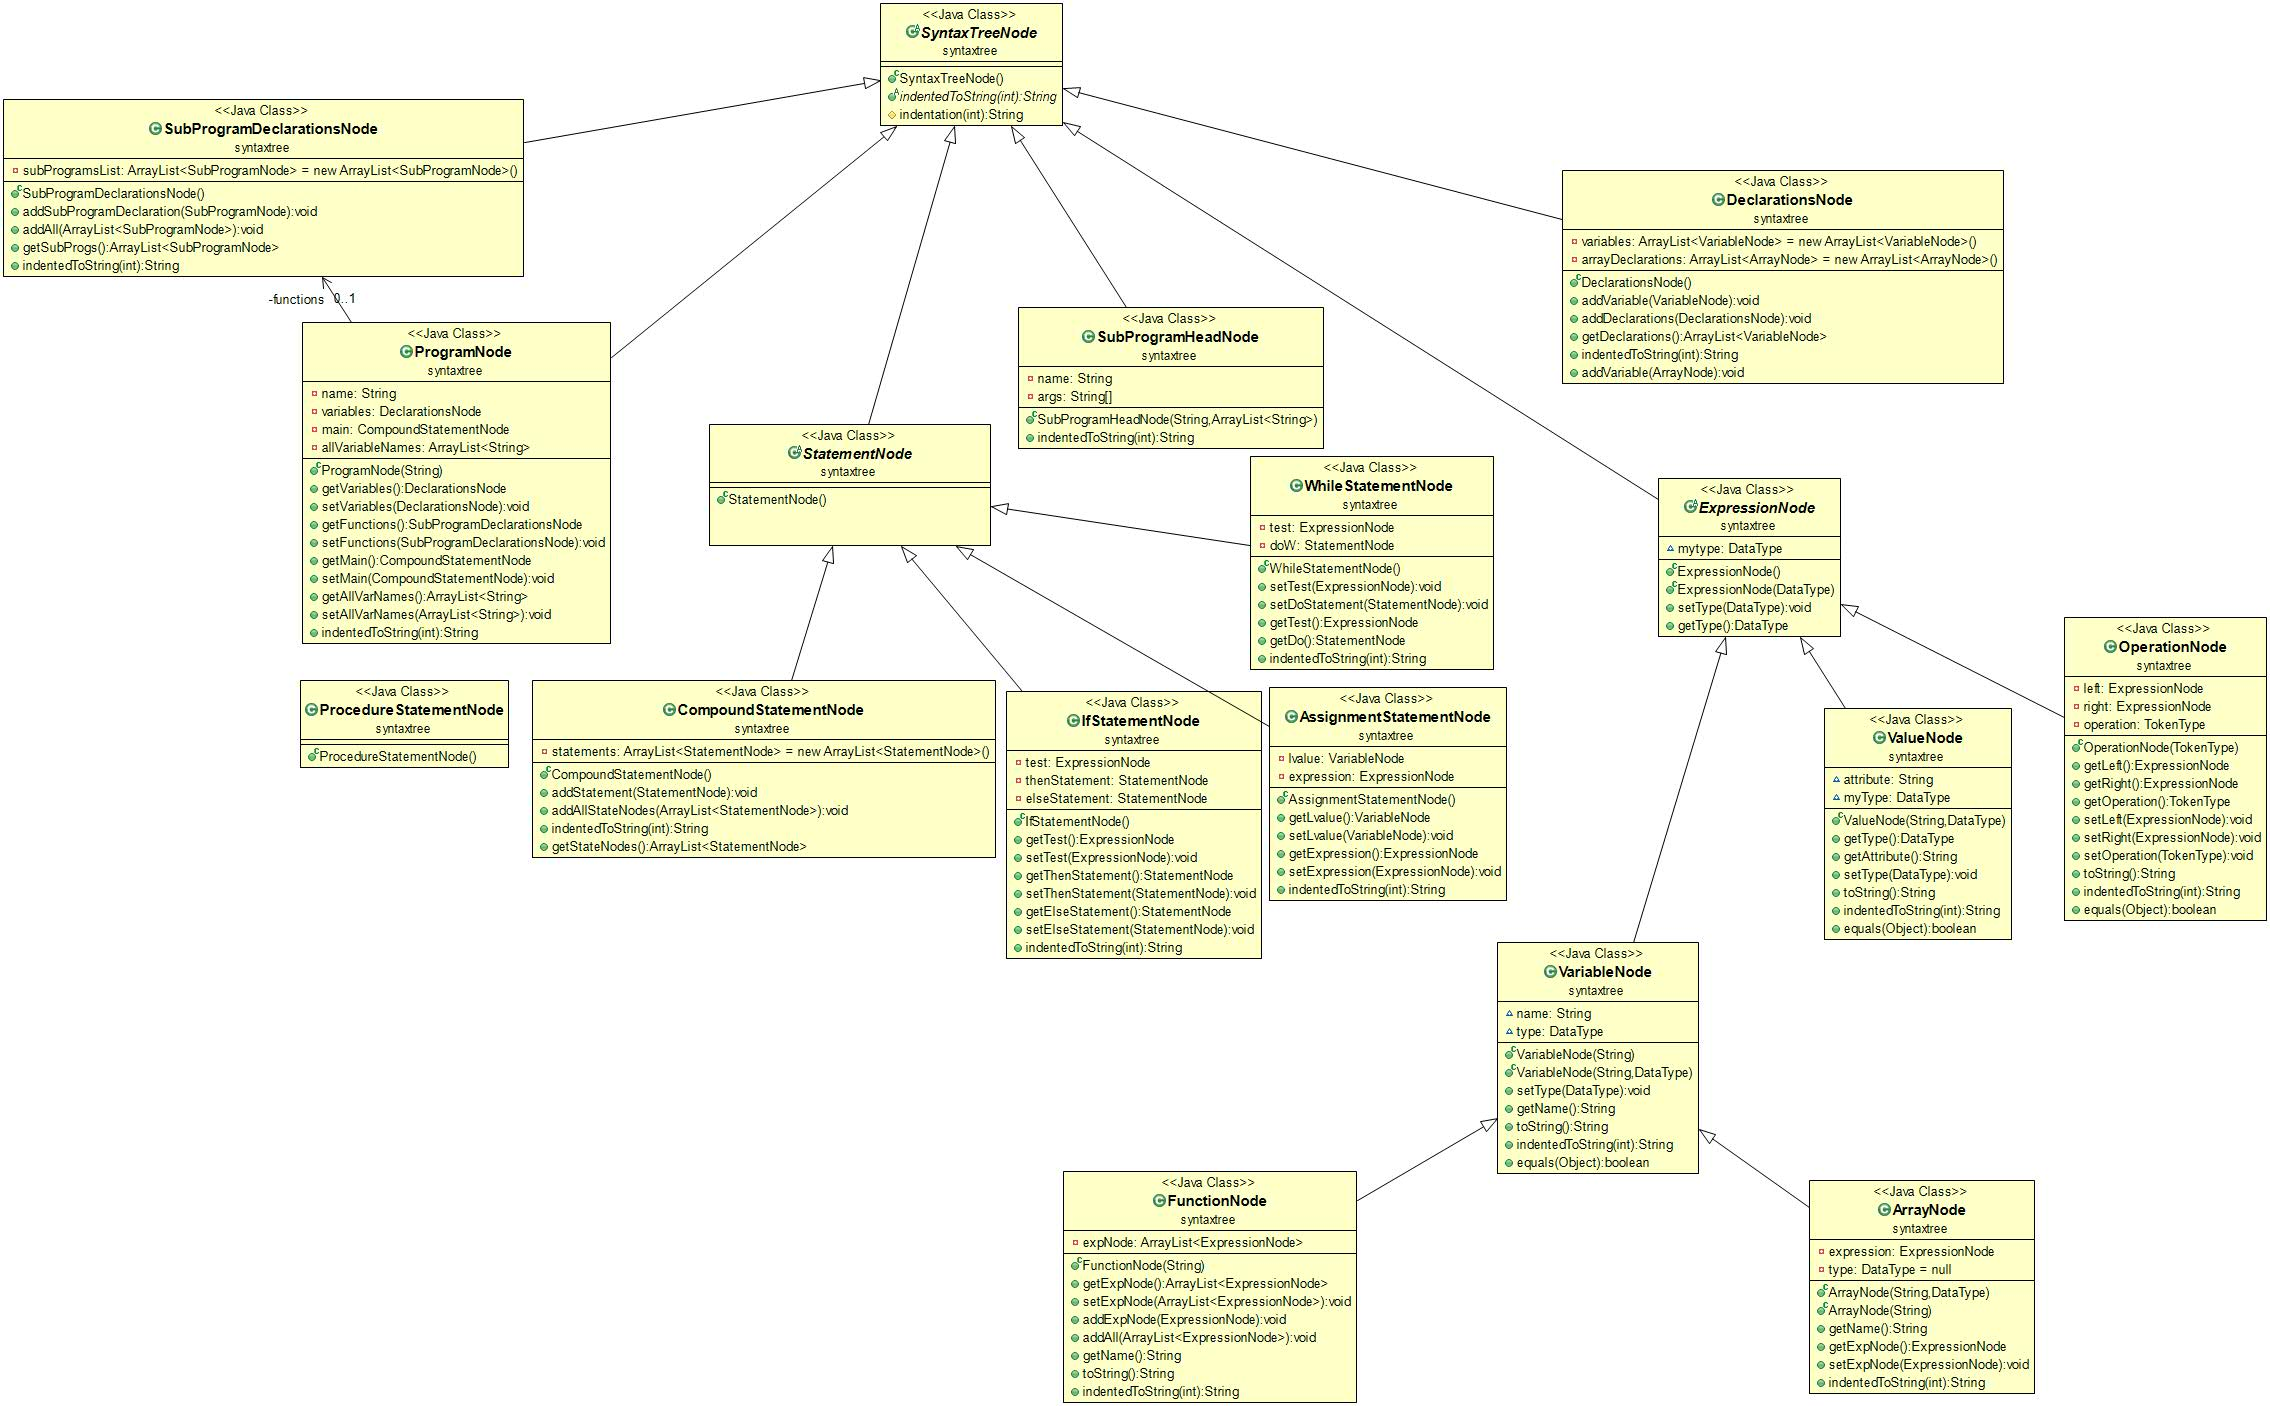 <<Java Class>>
SyntaxTreeNode
syntaxtree
SyntaxTreeNode()
indentedToString(int):String
indentation(int):String
<<Java Class>>
SubProgramDeclarationsNode
syntaxtree
subProgramsList: ArrayList<SubProgramNode> = new ArrayList<SubProgramNode>()
SubProgramDeclarationsNode()
addSubProgramDeclaration(SubProgramNode):void
addAll(ArrayList<SubProgramNode>):void
getSubProgs():ArrayList<SubProgramNode>
indentedToString(int):String
-functions 0..1
<<Java Class>>
DeclarationsNode
syntaxtree
variables: ArrayList<VariableNode> = new ArrayList<VariableNode>()
arrayDeclarations: ArrayList<ArrayNode> = new ArrayList<ArrayNode>()
DeclarationsNode()
addVariable(VariableNode):void
addDeclarations(DeclarationsNode):void
getDeclarations():ArrayList<VariableNode>
indentedToString(int):String
addVariable(ArrayNode):void
<<Java Class>>
ProgramNode
syntaxtree
name: String
variables: DeclarationsNode
main: CompoundStatementNode
allVariableNames: ArrayList<String>
ProgramNode(String)
getVariables():DeclarationsNode
setVariables(DeclarationsNode):void
getFunctions():SubProgramDeclarationsNode
setFunctions(SubProgramDeclarationsNode):void
getMain():CompoundStatementNode
setMain(CompoundStatementNode):void
getAllVarNames():ArrayList<String>
setAllVarNames(ArrayList<String>):void
indentedToString(int):String
<<Java Class>>
SubProgramHeadNode
syntaxtree
name: String
args: String[]
SubProgramHeadNode(String,ArrayList<String>)
indentedToString(int):String
<<Java Class>>
StatementNode
syntaxtree
StatementNode()
<<Java Class>>
WhileStatementNode
syntaxtree
test: ExpressionNode
doW: StatementNode
WhileStatementNode()
setTest(ExpressionNode):void
setDoStatement(StatementNode):void
getTest():ExpressionNode
getDo():StatementNode
indentedToString(int):String
<<Java Class>>
ExpressionNode
syntaxtree
mytype: DataType
ExpressionNode()
ExpressionNode(DataType)
setType(DataType):void
getType():DataType
<<Java Class>>
OperationNode
syntaxtree
left: ExpressionNode
right: ExpressionNode
operation: TokenType
OperationNode(TokenType)
getLeft():ExpressionNode
getRight():ExpressionNode
getOperation():TokenType
setLeft(ExpressionNode):void
setRight(ExpressionNode):void
setOperation(TokenType):void
toString():String
indentedToString(int):String
equals(Object):boolean
<<Java Class>>
ProcedureStatementNode
syntaxtree
ProcedureStatementNode()
<<Java Class>>
CompoundStatementNode
syntaxtree
statements: ArrayList<StatementNode> = new ArrayList<StatementNode>()
CompoundStatementNode()
addStatement(StatementNode):void
addAllStateNodes(ArrayList<StatementNode>):void
indentedToString(int):String
getStateNodes():ArrayList<StatementNode>
<<Java Class>>
IfStatementNode
syntaxtree
test: ExpressionNode
thenStatement: StatementNode
elseStatement: StatementNode
IfStatementNode()
getTest():ExpressionNode
setTest(ExpressionNode):void
getThenStatement():StatementNode
setThenStatement(StatementNode):void
getElseStatement():StatementNode
setElseStatement(StatementNode):void
indentedToString(int):String
<<Java Class>>
AssignmentStatementNode
syntaxtree
lvalue: VariableNode
expression: ExpressionNode
AssignmentStatementNode()
getLvalue():VariableNode
setLvalue(VariableNode):void
getExpression():ExpressionNode
setExpression(ExpressionNode):void
indentedToString(int):String
<<Java Class>>
ValueNode
syntaxtree
attribute: String
myType: DataType
ValueNode(String,DataType)
getType():DataType
getAttribute():String
setType(DataType):void
toString():String
indentedToString(int):String
equals(Object):boolean
<<Java Class>>
VariableNode
syntaxtree
name: String
type: DataType
VariableNode(String)
VariableNode(String,DataType)
setType(DataType):void
getName():String
toString():String
indentedToString(int):String
equals(Object):boolean
<<Java Class>>
FunctionNode
syntaxtree
expNode: ArrayList<ExpressionNode>
FunctionNode(String)
getExpNode():ArrayList<ExpressionNode>
setExpNode(ArrayList<ExpressionNode>):void
addExpNode(ExpressionNode):void
addAll(ArrayList<ExpressionNode>):void
getName():String
toString():String
indentedToString(int):String
<<Java Class>>
ArrayNode
syntaxtree
expression: ExpressionNode
type: DataType = null
ArrayNode(String,DataType)
ArrayNode(String)
getName():String
getExpNode():ExpressionNode
setExpNode(ExpressionNode):void
indentedToString(int):String